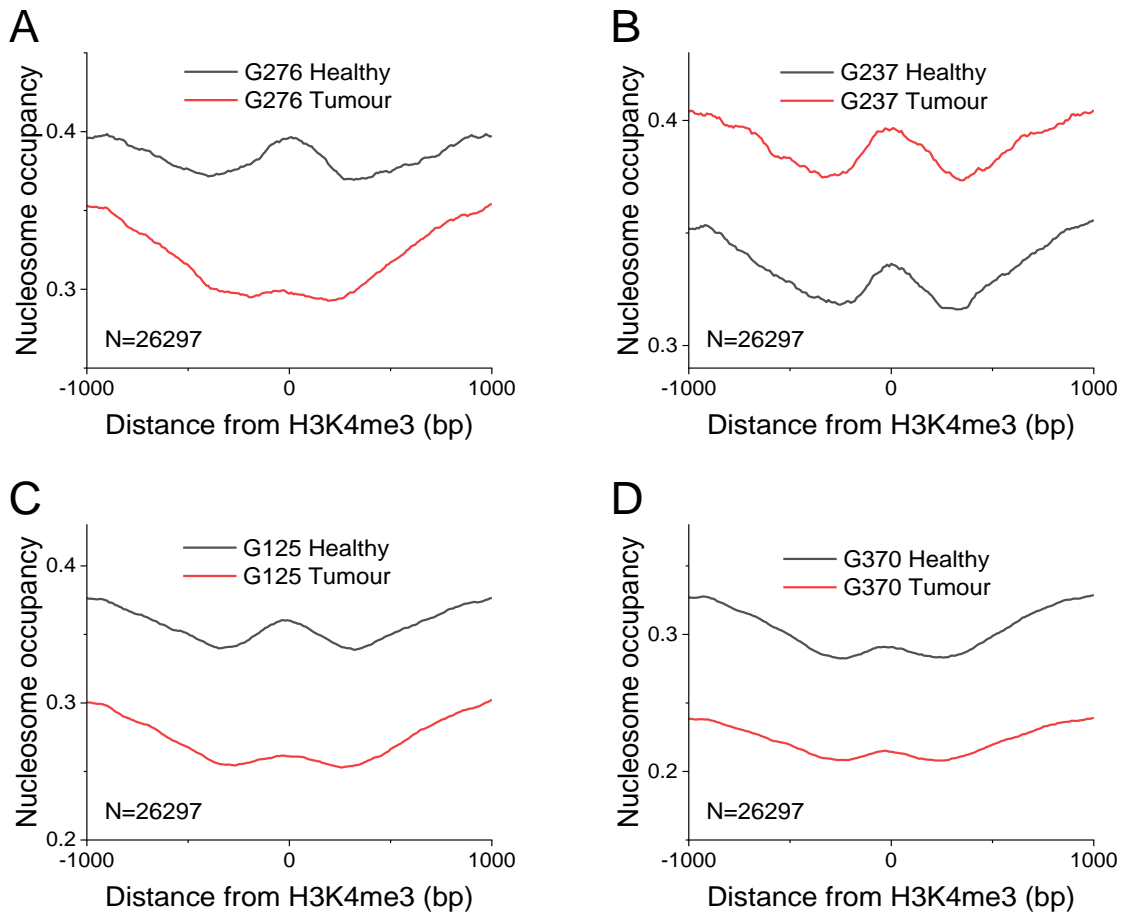 A
G276 Healthy
G276 Tumour
Nucleosome occupancy
0.4
0.3
N=26297
-1000
0
1000
Distance from H3K4me3 (bp)
B
G237 Healthy
G237 Tumour
Nucleosome occupancy
0.4
0.3
N=26297
-1000
0
1000
Distance from H3K4me3 (bp)
C
G125 Healthy
G125 Tumour
Nucleosome occupancy
0.4
0.3
0.2
N=26297
-1000
0
1000
Distance from H3K4me3 (bp)
D
G370 Healthy
G370 Tumour
Nucleosome occupancy
0.3
0.2
N=26297
-1000
0
1000
Distance from H3K4me3 (bp)